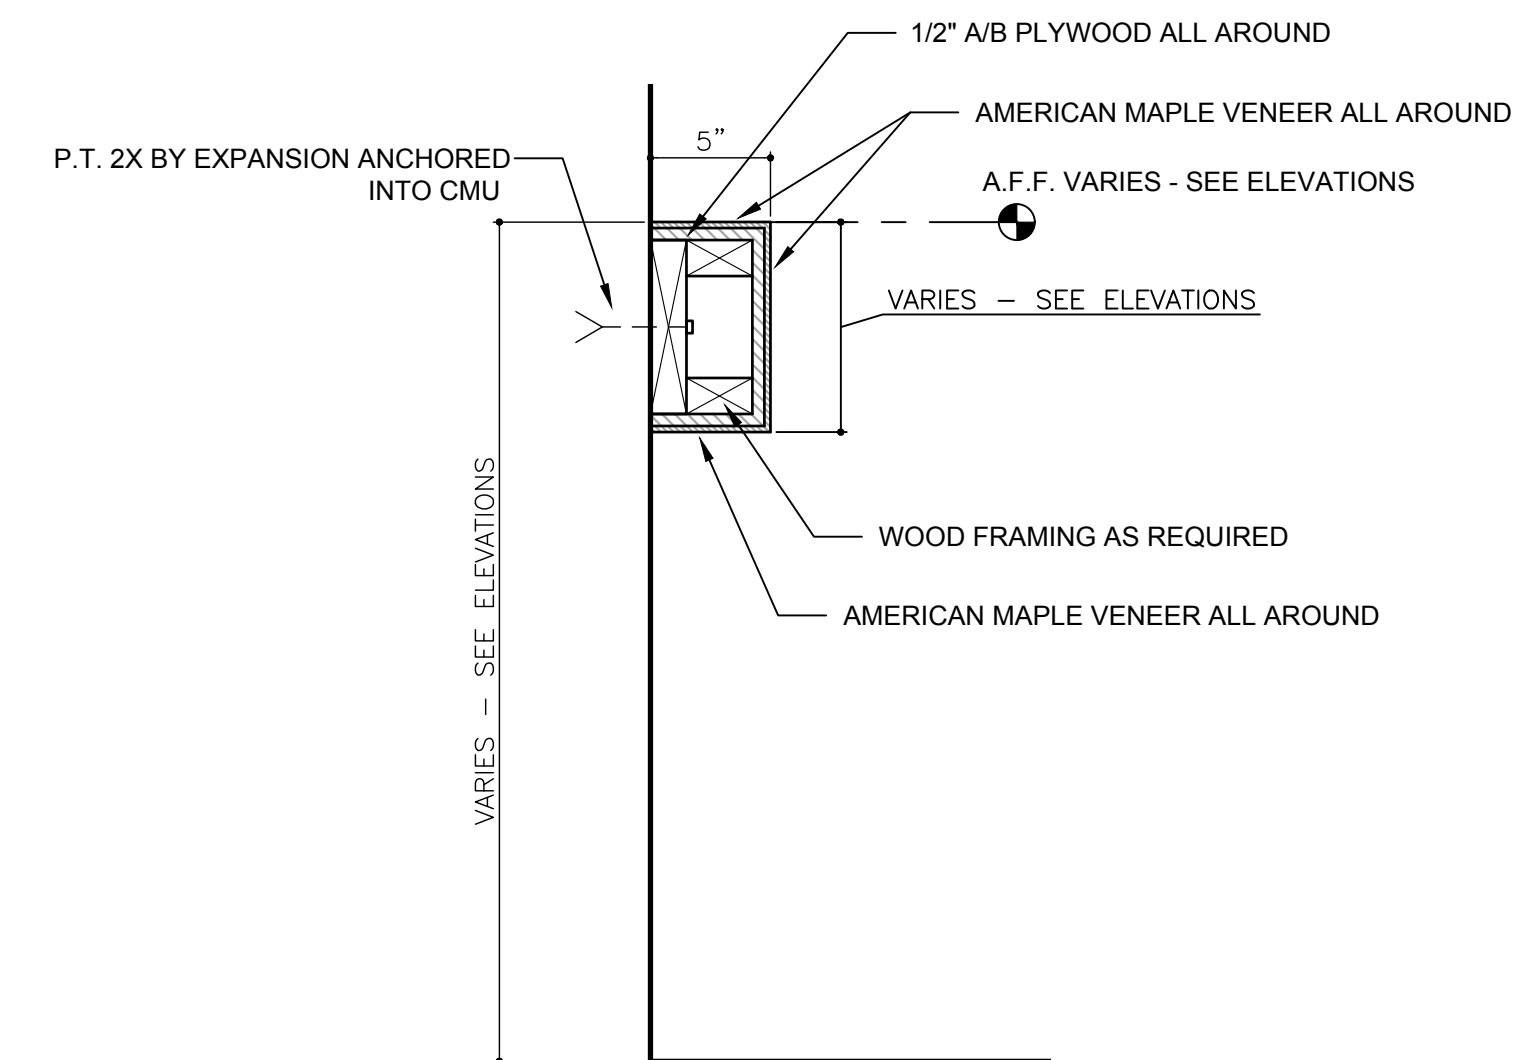 1/2" A/B PLYWOOD ALL AROUND
AMERICAN MAPLE VENEER ALL AROUND
5"
P.T. 2X BY EXPANSION ANCHORED
INTO CMU
A.F.F. VARIES - SEE ELEVATIONS
VARIES - SEE ELEVATIONS
VARIES - SEE ELEVATIONS
WOOD FRAMING AS REQUIRED
AMERICAN MAPLE VENEER ALL AROUND